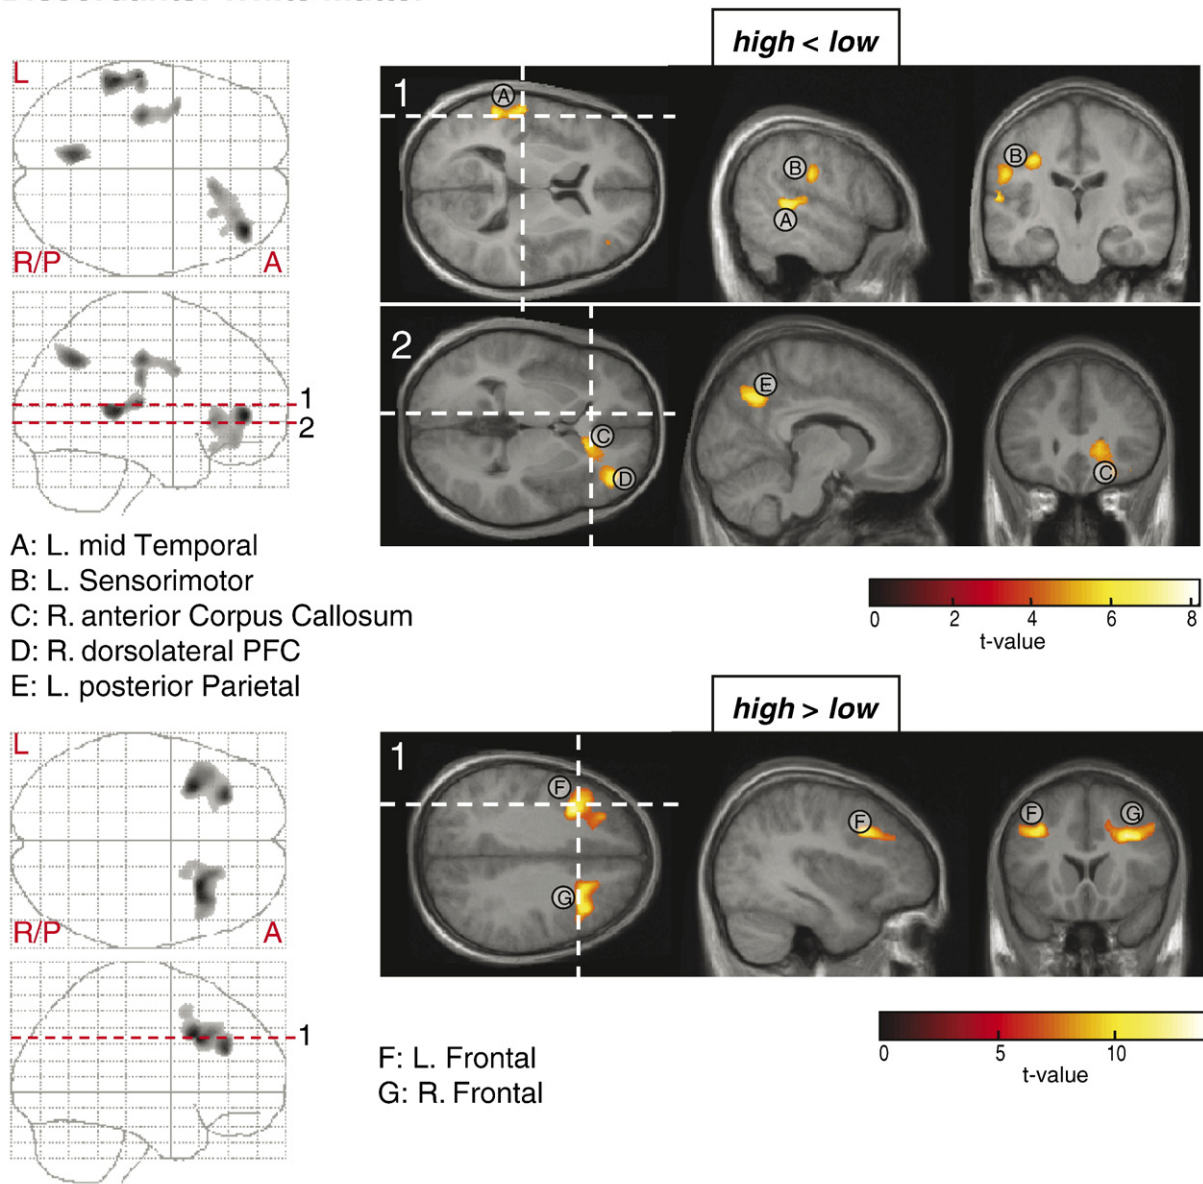 high < low
L
R/P A
1
A
B
A
B
2
C
D
E
C
1
2
A: L. mid Temporal
B: L. Sensorimotor
C: R. anterior Corpus Callosum
D: R. dorsolateral PFC
E: L. posterior Parietal
0 2 4 6 8
t-value
high > low
L
R/P A
1
F
G
F
F
G
1
F: L. Frontal
G: R. Frontal
0 5 10
t-value